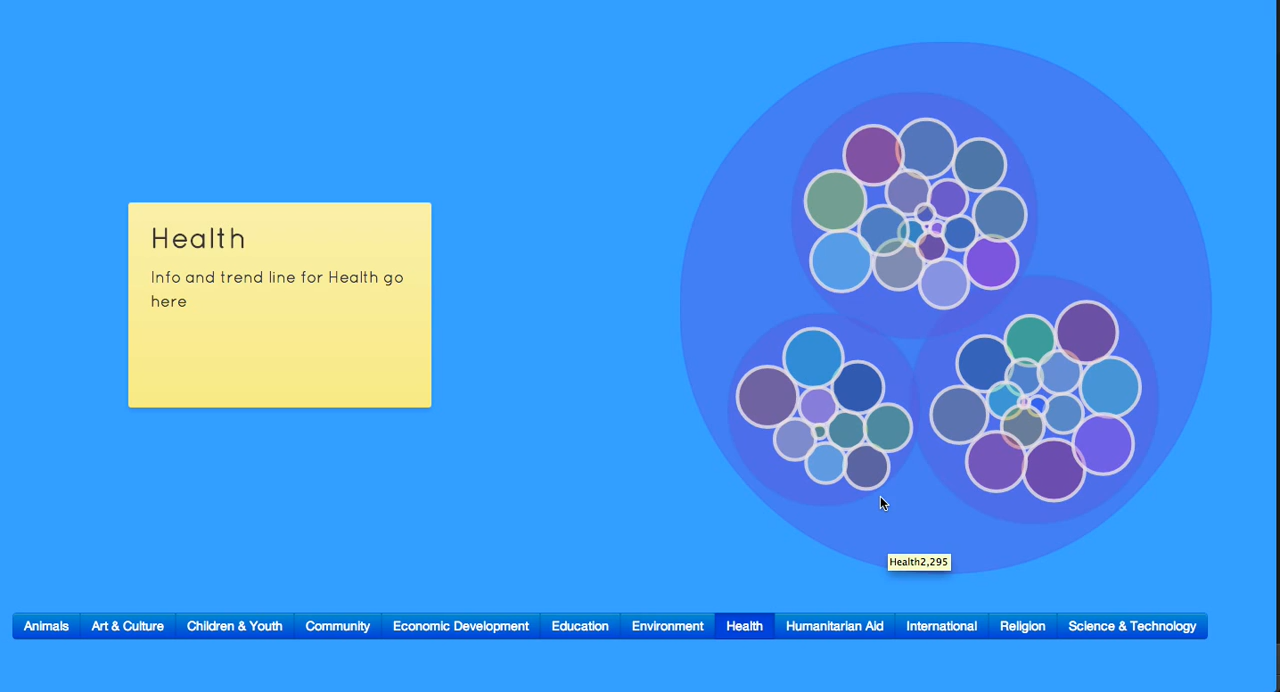 Health
Info and trend line for Health go
here
Health2,295
Animals Art & Culture Children & Youth Community Economic Development Education Environment Health Humanitarian Aid International Religion Science & Technology